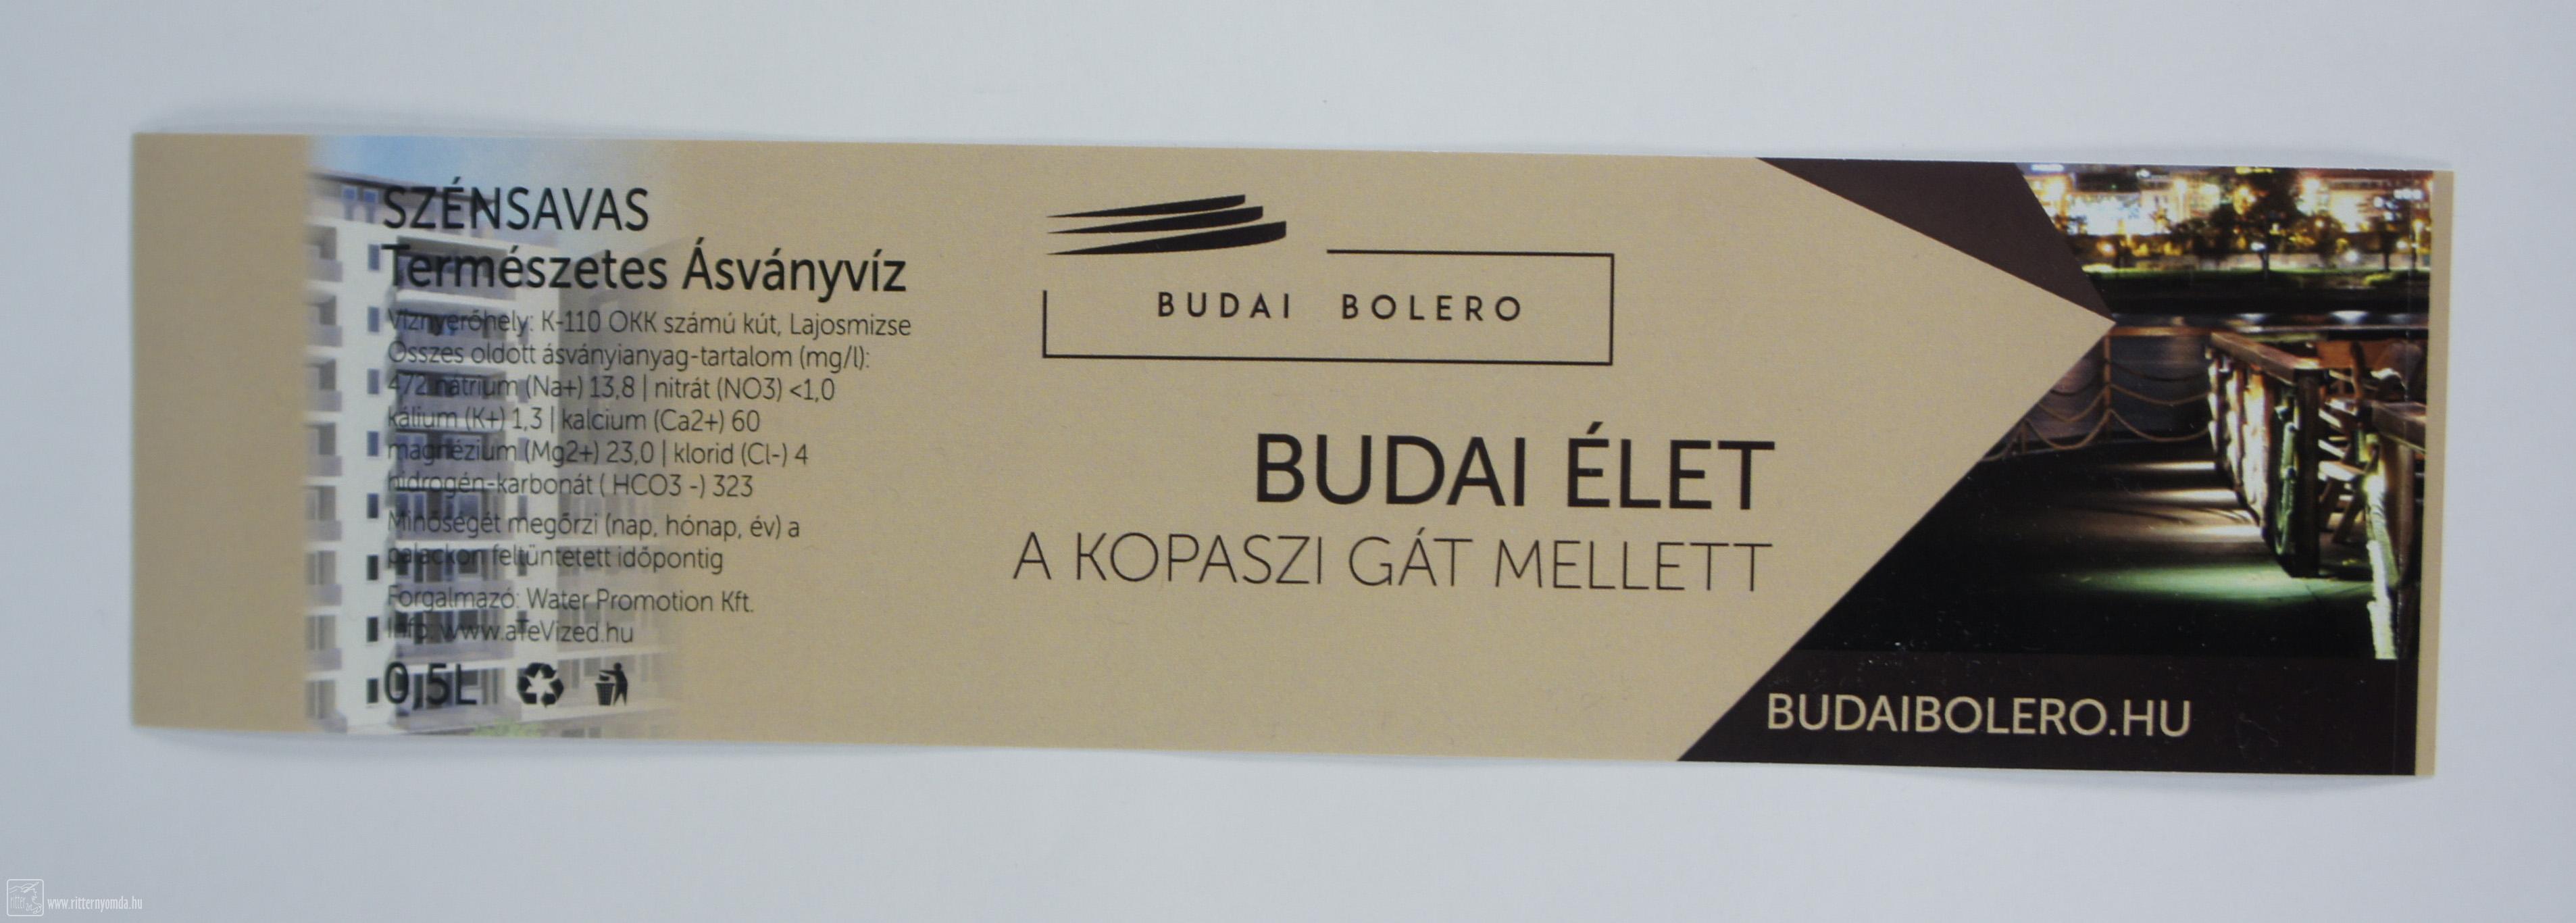 SZÉNSAVAS
Természetes Ásványvíz
Víznyerőhely: K-110 OKK számú kút, Lajosmizse
Összes oldott ásványianyag-tartalom (mg/l):
472 nátrium (Na+) 13,8 | nitrát (NO3) <1,0
kálium (K+) 1,3 | kalcium (Ca2+) 60
magnézium (Mg2+) 23,0 | klorid (Cl-) 4
hidrogén-karbonát ( HCO3 -) 323
Minőségét megőrzi (nap, hónap, év) a
palackon feltüntetett időpontig
Forgalmazó: Water Promotion Kft.
Info: www.aTeVized.hu
0,5L
BUDAI BOLERO
BUDAI ÉLET
A KOPASZI GÁT MELLETT
BUDAIBOLERO.HU
ritter
www.ritternyomda.hu